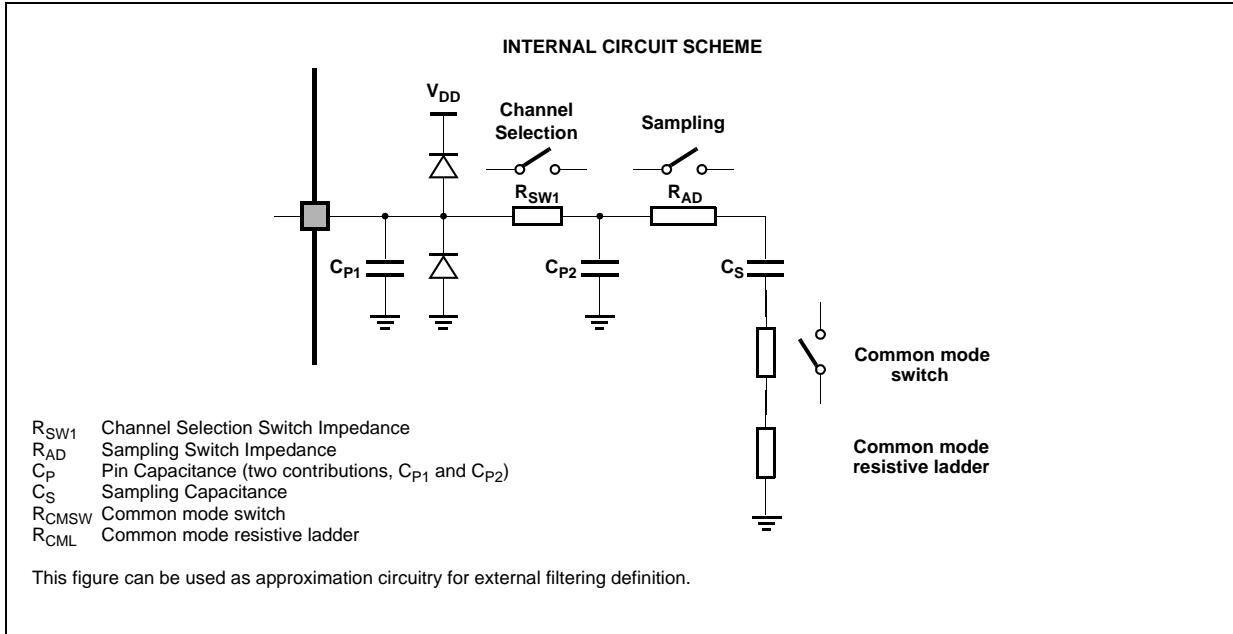 INTERNAL CIRCUIT SCHEME
VDD
Channel
Selection
Sampling
RSW1
RAD
CP1
CP2
CS
Common mode
switch
Common mode
resistive ladder
RSW1 Channel Selection Switch Impedance
RAD Sampling Switch Impedance
CP Pin Capacitance (two contributions, CP1 and CP2)
CS Sampling Capacitance
RCMSW Common mode switch
RCML Common mode resistive ladder
This figure can be used as approximation circuitry for external filtering definition.